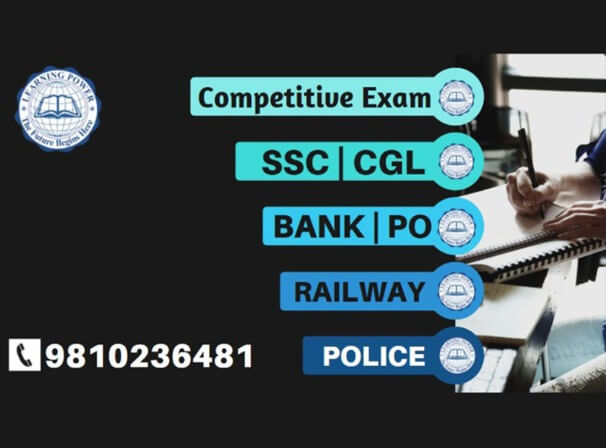 LEARNING POWER
The Future Begins Here
Competitive Exam
SSC | CGL
BANK | PO
RAILWAY
9810236481
POLICE